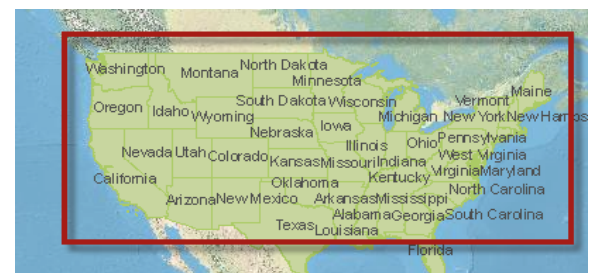 Washington Montana North Dakota
Minnesota
Oregon Idaho Wyoming South Dakota Wisconsin Vermont Maine
Michigan New York New Hamps
Nebraska Iowa
Illinois Ohio Pennsylvania
Nevada Utah Colorado Kansas Missouri Indiana West Virginia
California Kentucky Virginia Maryland
Oklahoma
Arizona New Mexico Arkansas Mississippi North Carolina
Alabama Georgia South Carolina
Texas Louisiana
Florida